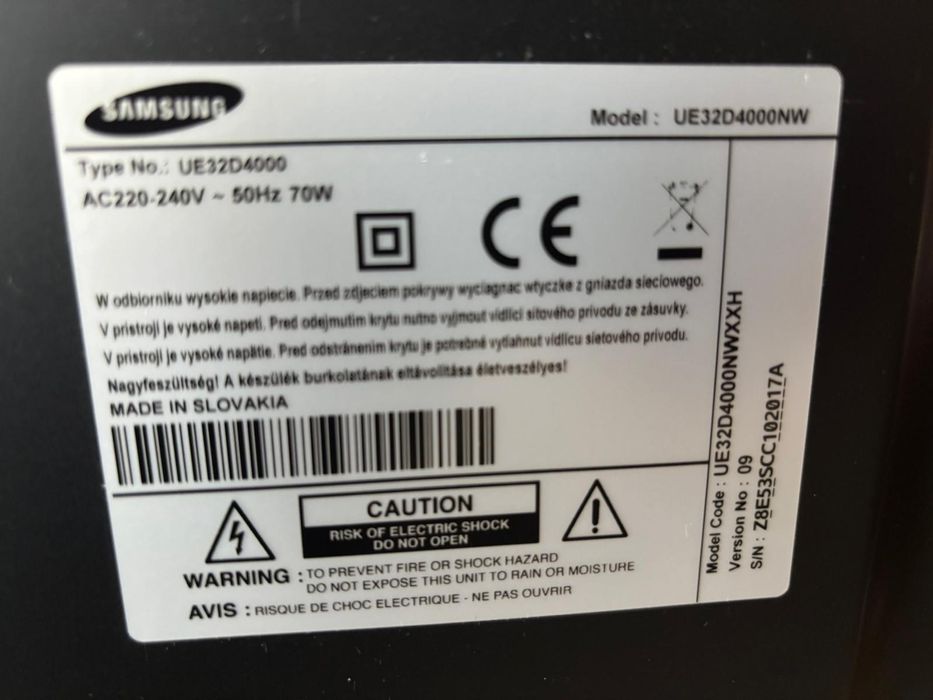 SAMSUNG
Model : UE32D4000NW
Type No.: UE32D4000
AC220-240V ~ 50Hz 70W
CE
W odbiorniku wysokie napiecie. Przed zdjeciem pokrywy wyciagnac wtyczke z gniazda sieciowego.
V pristroji je vysoké napeti. Pred odejmutim krytu nutno vyjmout vidlici sitového prívodu ze zásuvky.
V pristroji je vysoké napätie. Pred odstránením krytu je potrebné vytiahnut vidlicu sietového prívodu.
Nagyfeszültség! A készülék burkolatának eltávolitása életveszélyes!
MADE IN SLOVAKIA
CAUTION
RISK OF ELECTRIC SHOCK
DO NOT OPEN
WARNING : TO PREVENT FIRE OR SHOCK HAZARD
DO NOT EXPOSE THIS UNIT TO RAIN OR MOISTURE
AVIS : RISQUE DE CHOC ELECTRIQUE - NE PAS OUVRIR
Model Code : UE32D4000NWXXH
Version No : 09
S/N : Z8E53SCC102017A